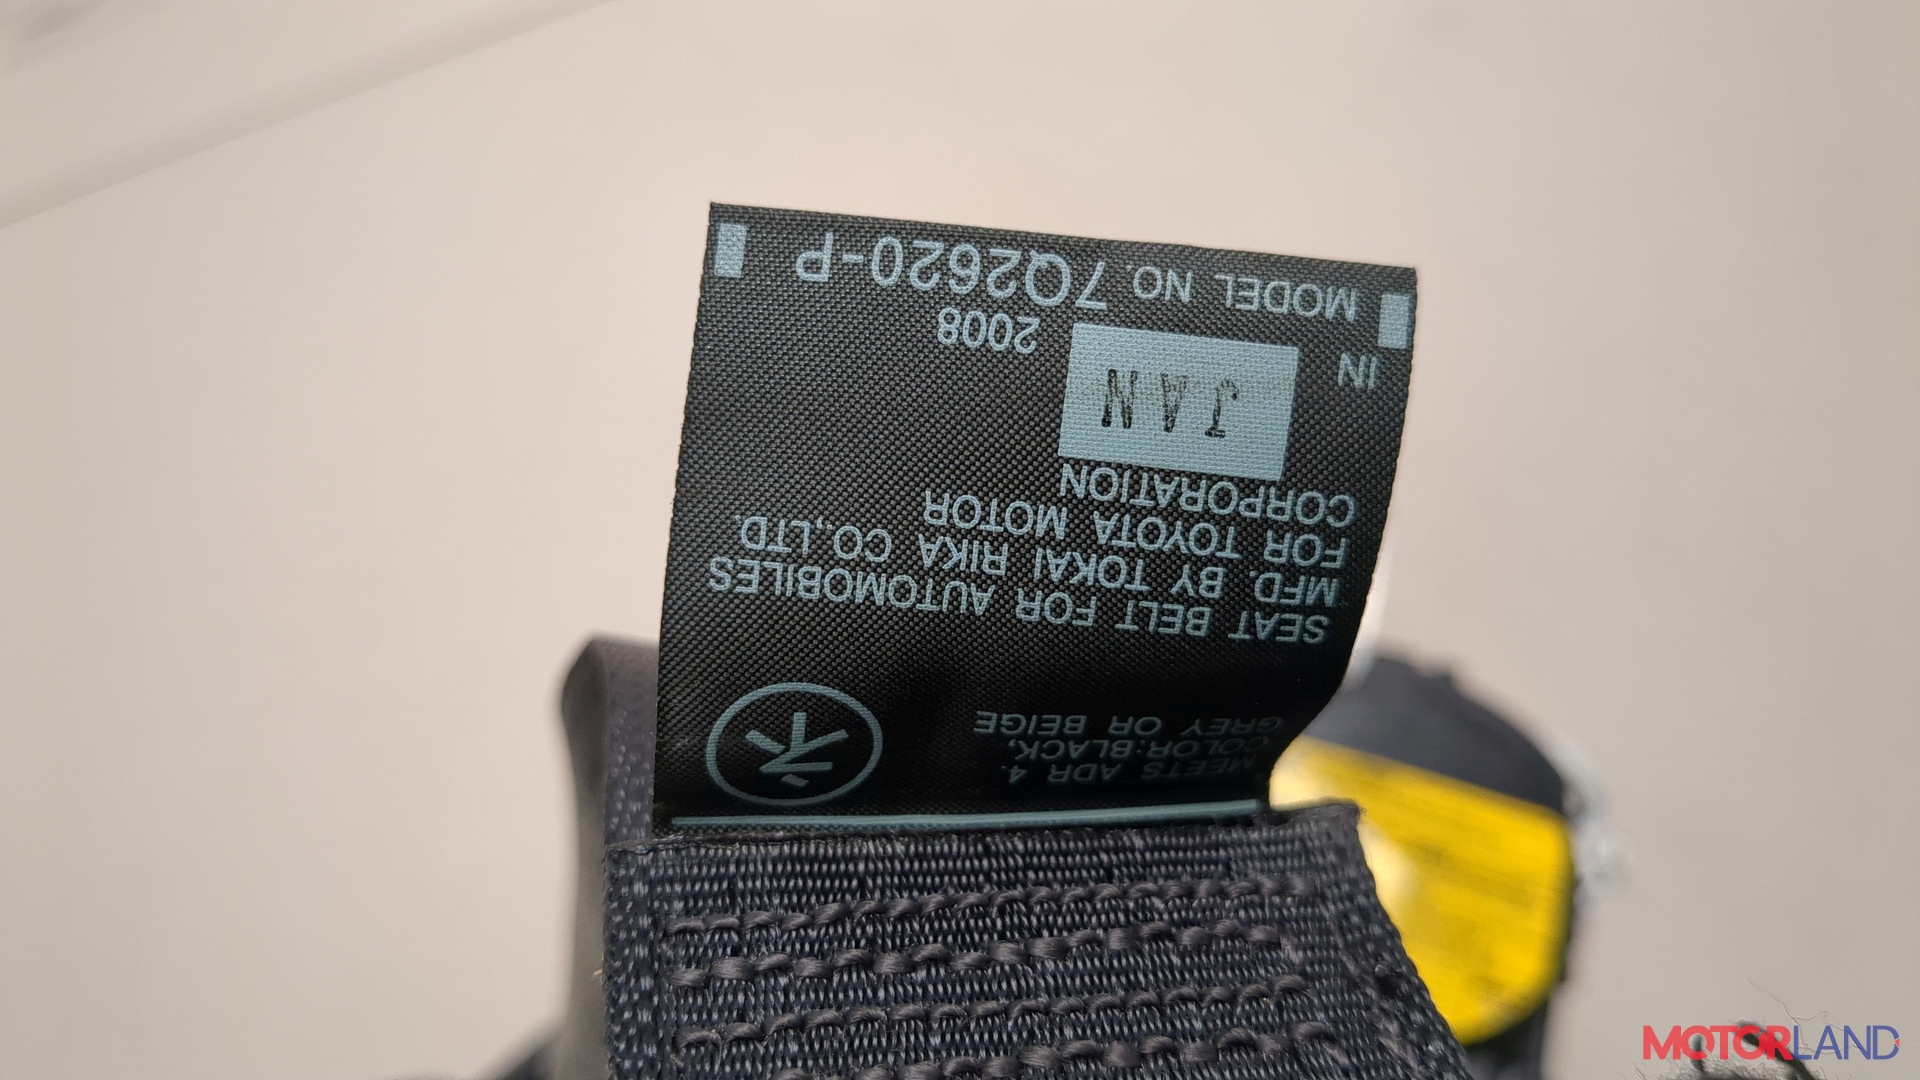 MEETS ADR 4.
COLOR:BLACK,
GREY OR BEIGE
SEAT BELT FOR AUTOMOBILES
MFD. BY TOKAI RIKA CO.,LTD.
FOR TOYOTA MOTOR
CORPORATION
IN JAN 2008
MODEL NO. 7Q2620-P
MOTORLAND